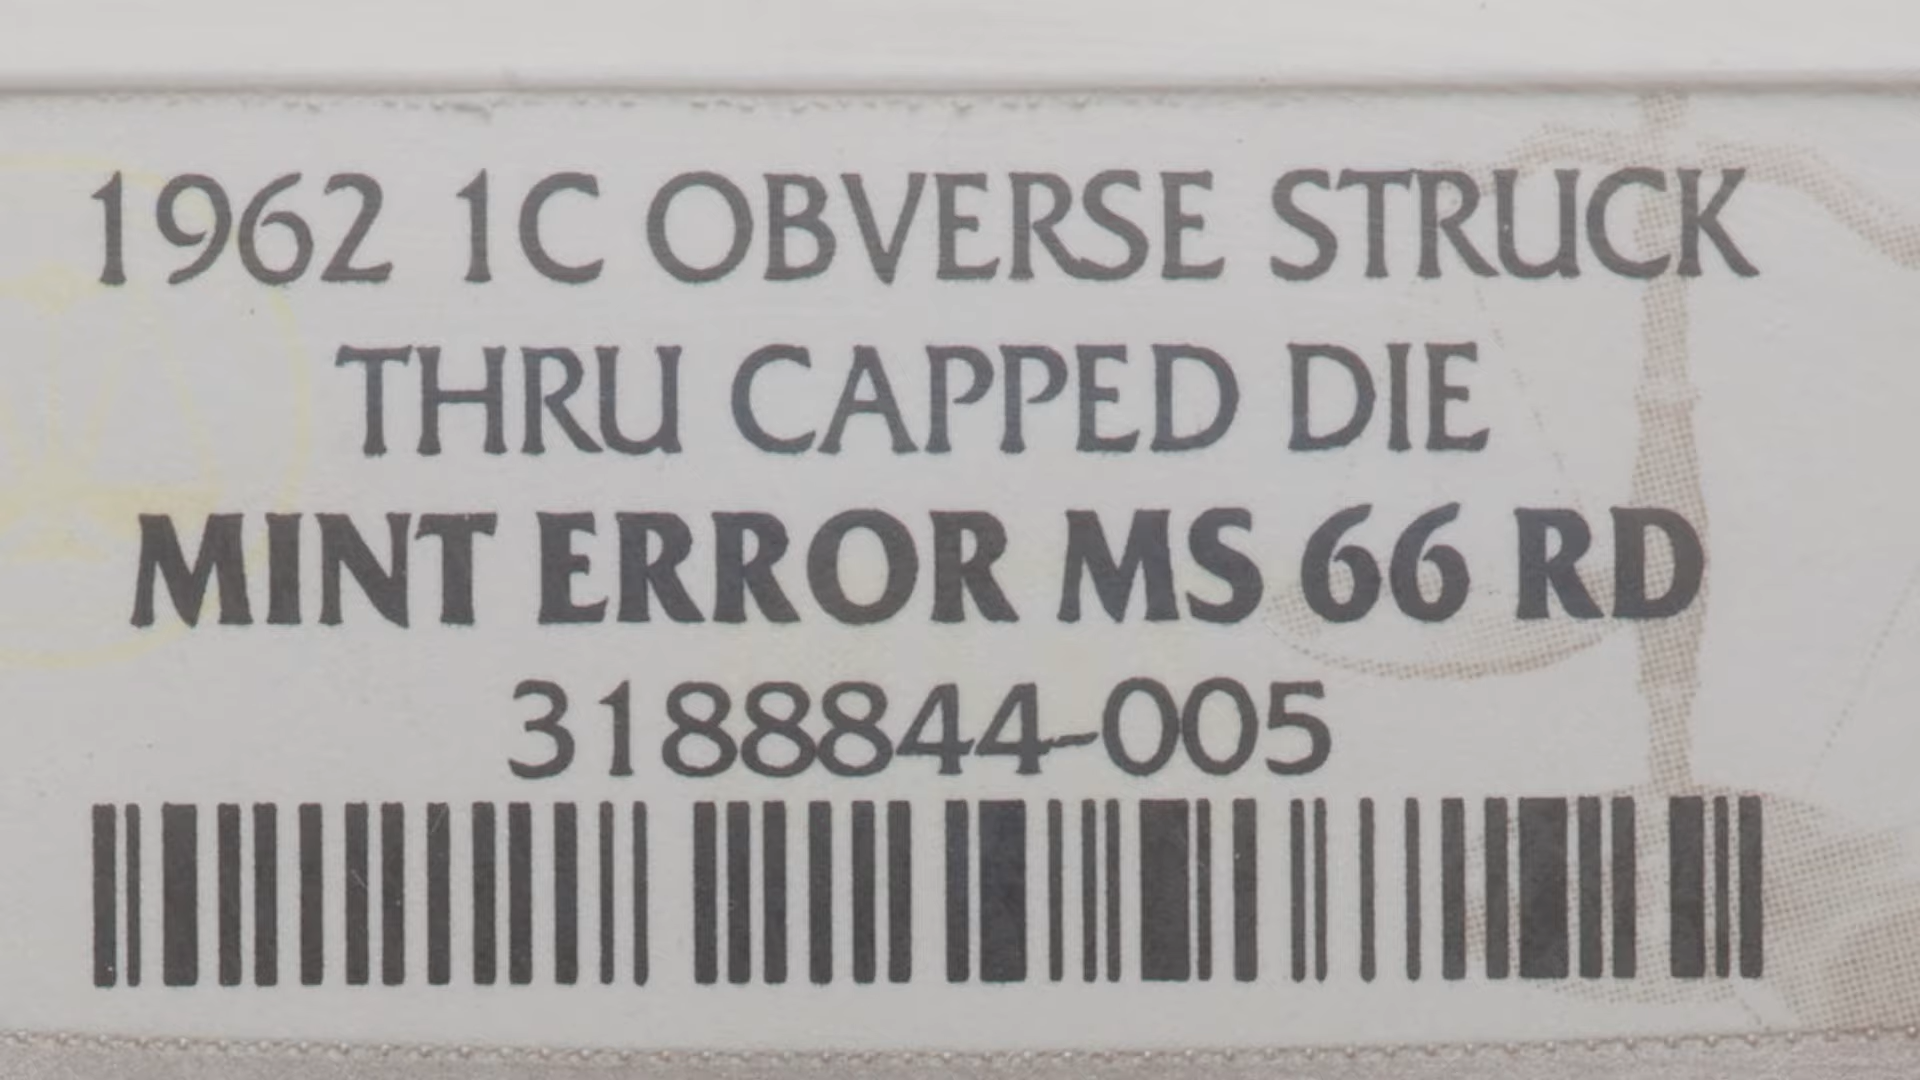 1962 1C OBVERSE STRUCK
THRU CAPPED DIE
MINT ERROR MS 66 RD
3188844-005